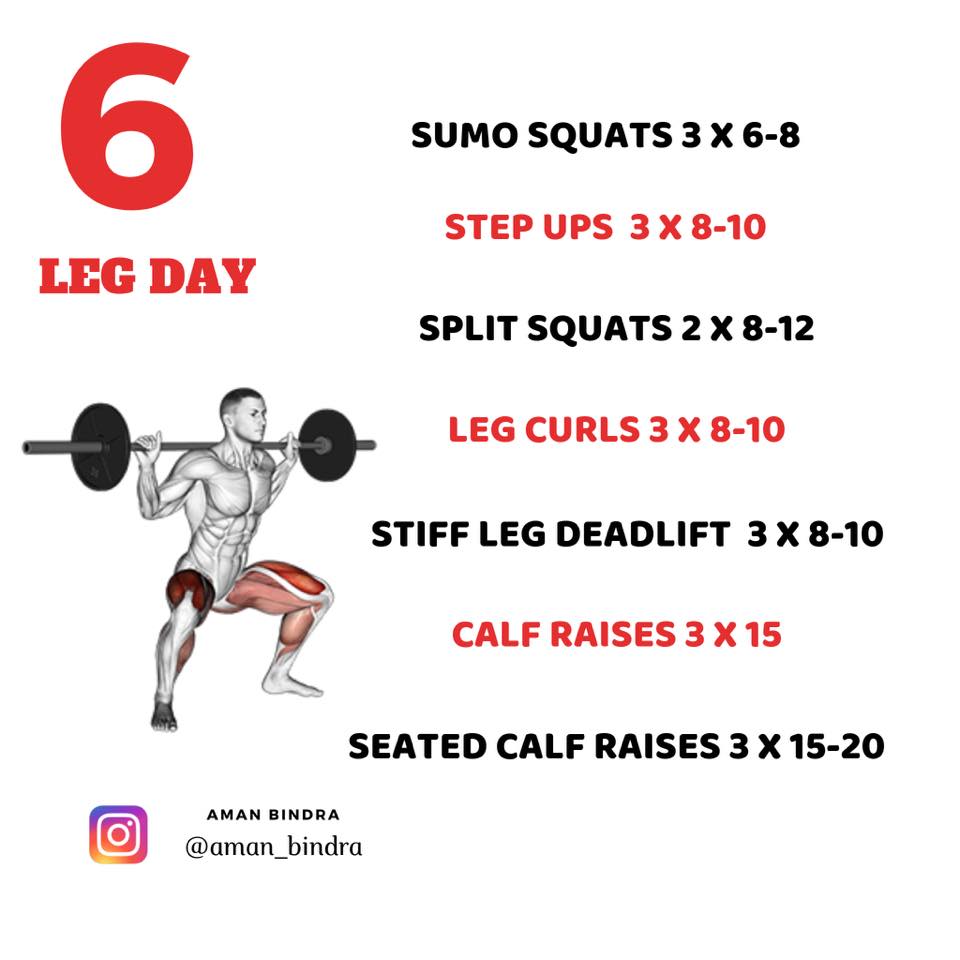 6
LEG DAY
SUMO SQUATS 3 X 6-8
STEP UPS 3 X 8-10
SPLIT SQUATS 2 X 8-12
LEG CURLS 3 X 8-10
STIFF LEG DEADLIFT 3 X 8-10
CALF RAISES 3 X 15
SEATED CALF RAISES 3 X 15-20
AMAN BINDRA
@aman_bindra